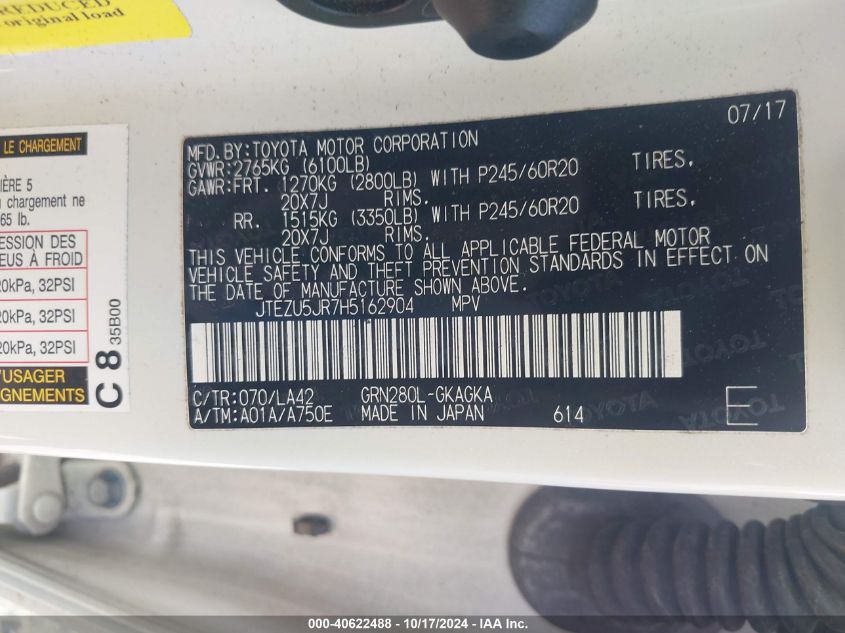 REDUCED
original load
LE CHARGEMENT
IÈRE 5
chargement ne
65 lb.
ESSION DES
EUS À FROID
20kPa, 32PSI
20kPa, 32PSI
20kPa, 32PSI
'USAGER
IGNEMENTS
C 8 35B00
07/17
MFD.BY:TOYOTA MOTOR CORPORATION
GVWR:2765KG (6100LB)
GAWR:FRT. 1270KG (2800LB) WITH P245/60R20 TIRES,
20X7J RIMS.
RR. 1515KG (3350LB) WITH P245/60R20 TIRES,
20X7J RIMS.
THIS VEHICLE CONFORMS TO ALL APPLICABLE FEDERAL MOTOR
VEHICLE SAFETY AND THEFT PREVENTION STANDARDS IN EFFECT ON
THE DATE OF MANUFACTURE SHOWN ABOVE.
JTEZU5JR7H5162904 MPV
C/TR:070/LA42 GRN280L-GKAGKA
A/TM:A01A/A750E MADE IN JAPAN 614 E
000-40622488 - 10/17/2024 - IAA Inc.